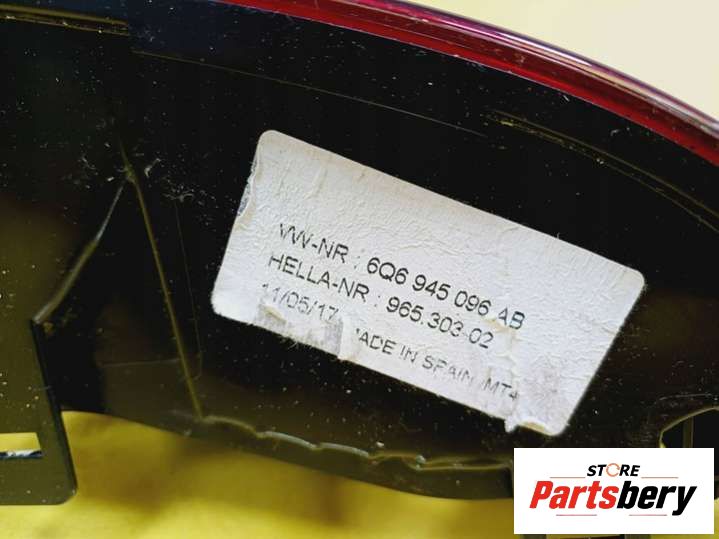 VW-NR : 6Q6 945 096 AB
HELLA-NR : 965.303-02
11/05/17 MADE IN SPAIN MT4
STORE
Partsbery